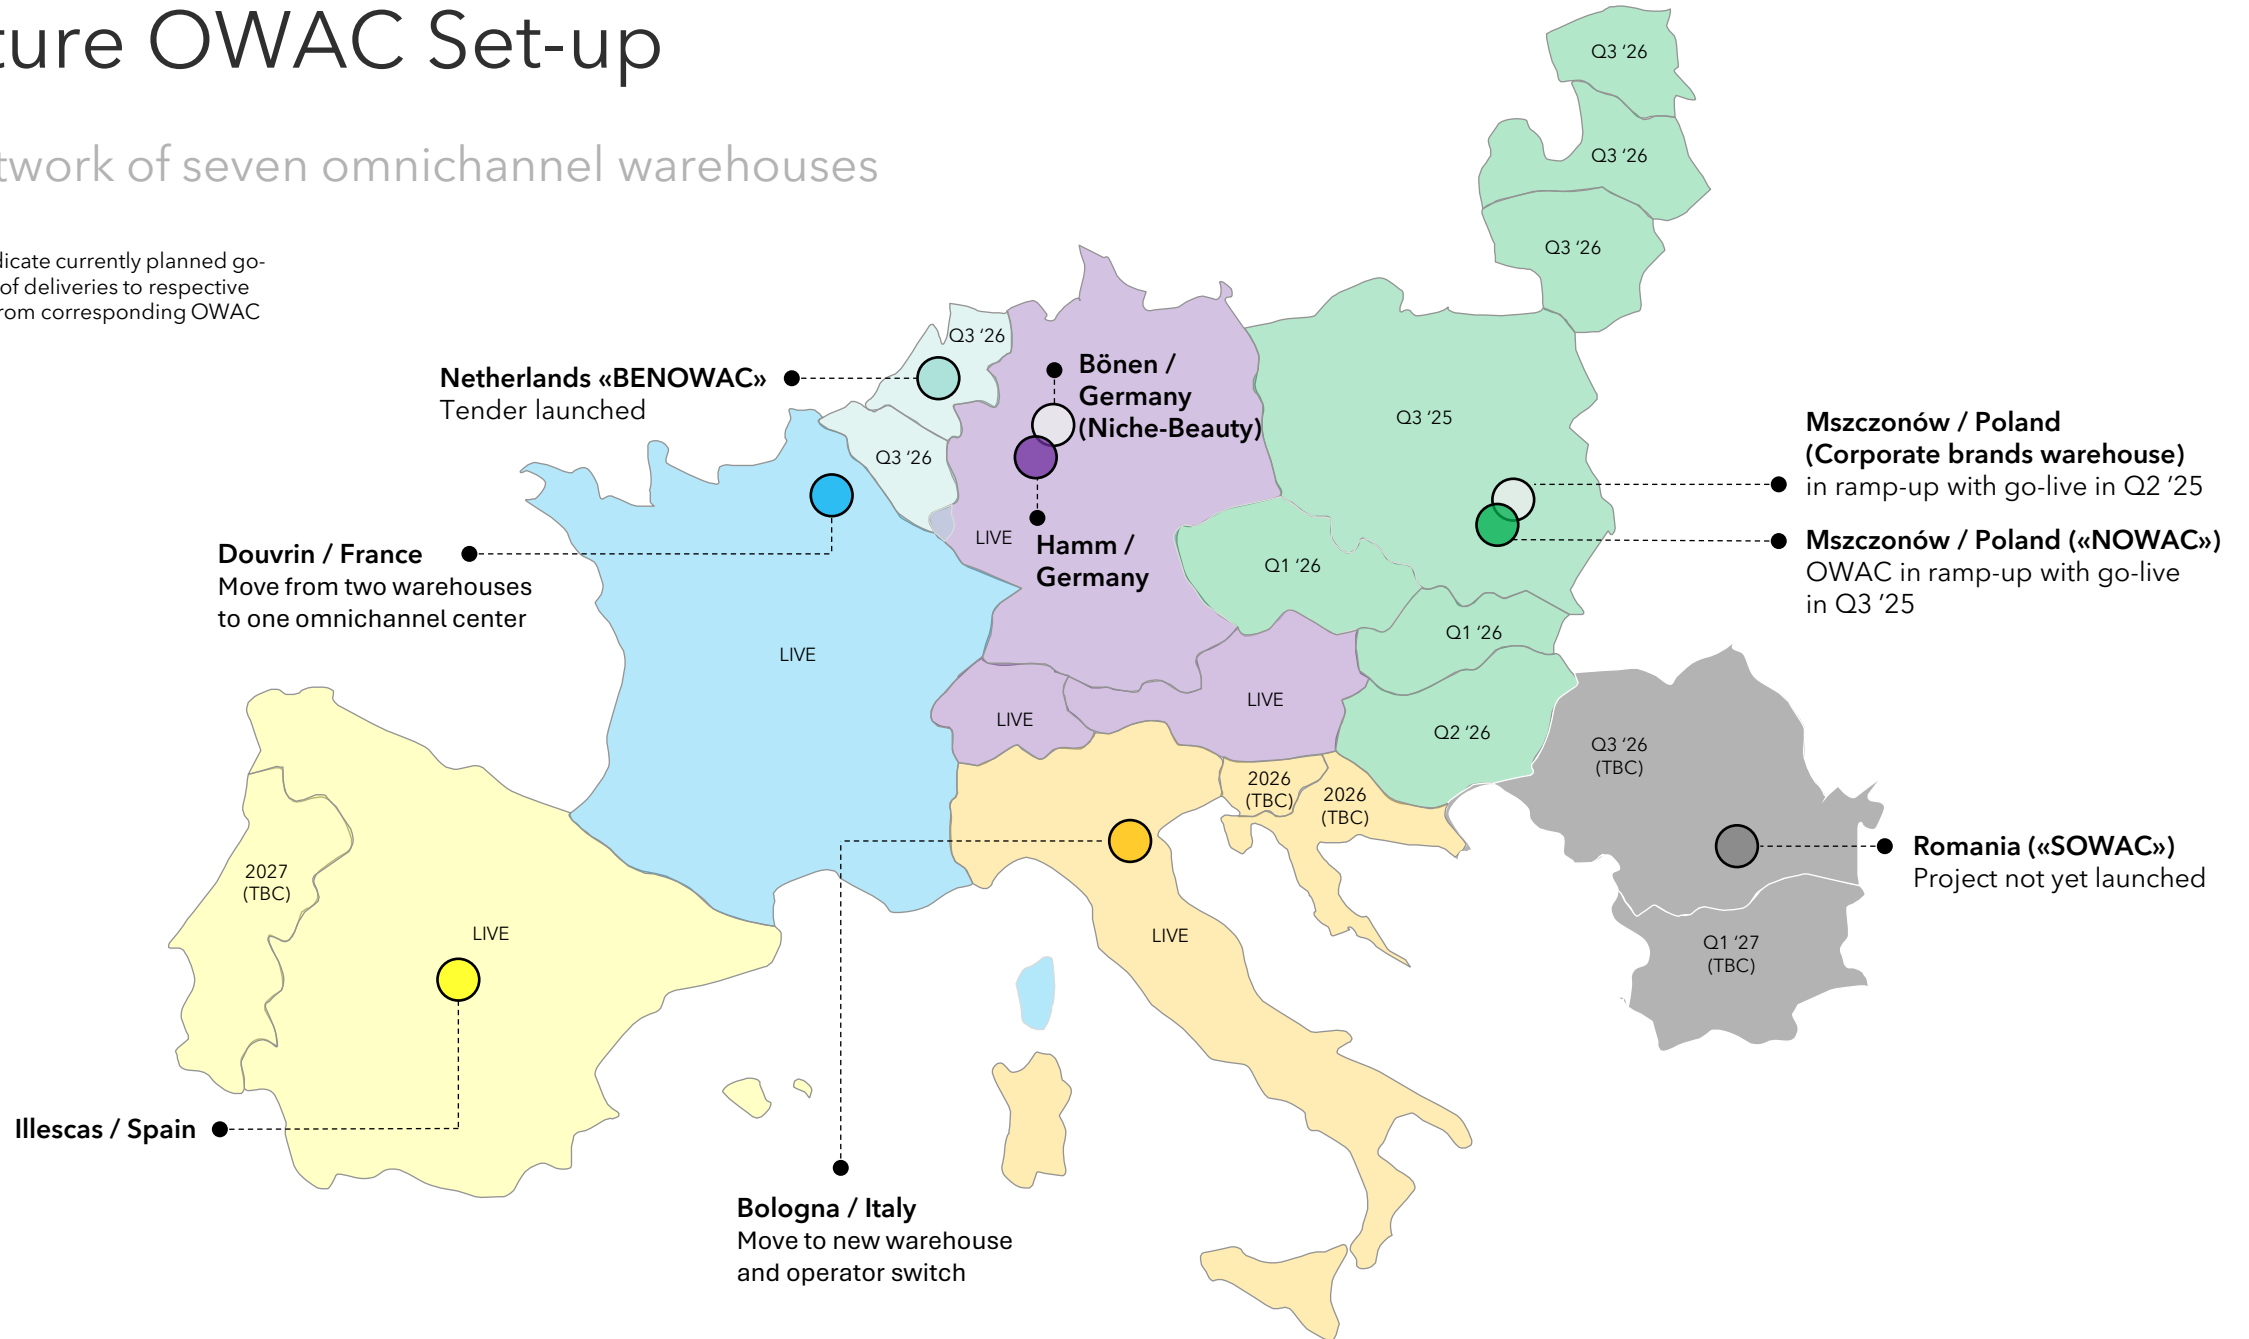 ture OWAC Set-up
twork of seven omnichannel warehouses
dicate currently planned go-
of deliveries to respective
rom corresponding OWAC
Q3 ‘26
Q3 ‘26
Q3 ‘26
Q3 ‘26
Netherlands «BENOWAC»
Tender launched
Bönen /
Germany
(Niche-Beauty)
Q3 ‘25
Q3 ‘26
Mszczonów / Poland
(Corporate brands warehouse)
in ramp-up with go-live in Q2 ’25
Mszczonów / Poland («NOWAC»)
OWAC in ramp-up with go-live
in Q3 ’25
LIVE
Hamm /
Germany
Douvrin / France
Move from two warehouses
to one omnichannel center
Q1 ‘26
Q1 ‘26
LIVE
LIVE
LIVE
Q2 ‘26
Q3 ‘26
(TBC)
2026
(TBC)
2026
(TBC)
Romania («SOWAC»)
Project not yet launched
2027
(TBC)
LIVE
LIVE
Q1 ‘27
(TBC)
Illescas / Spain
Bologna / Italy
Move to new warehouse
and operator switch